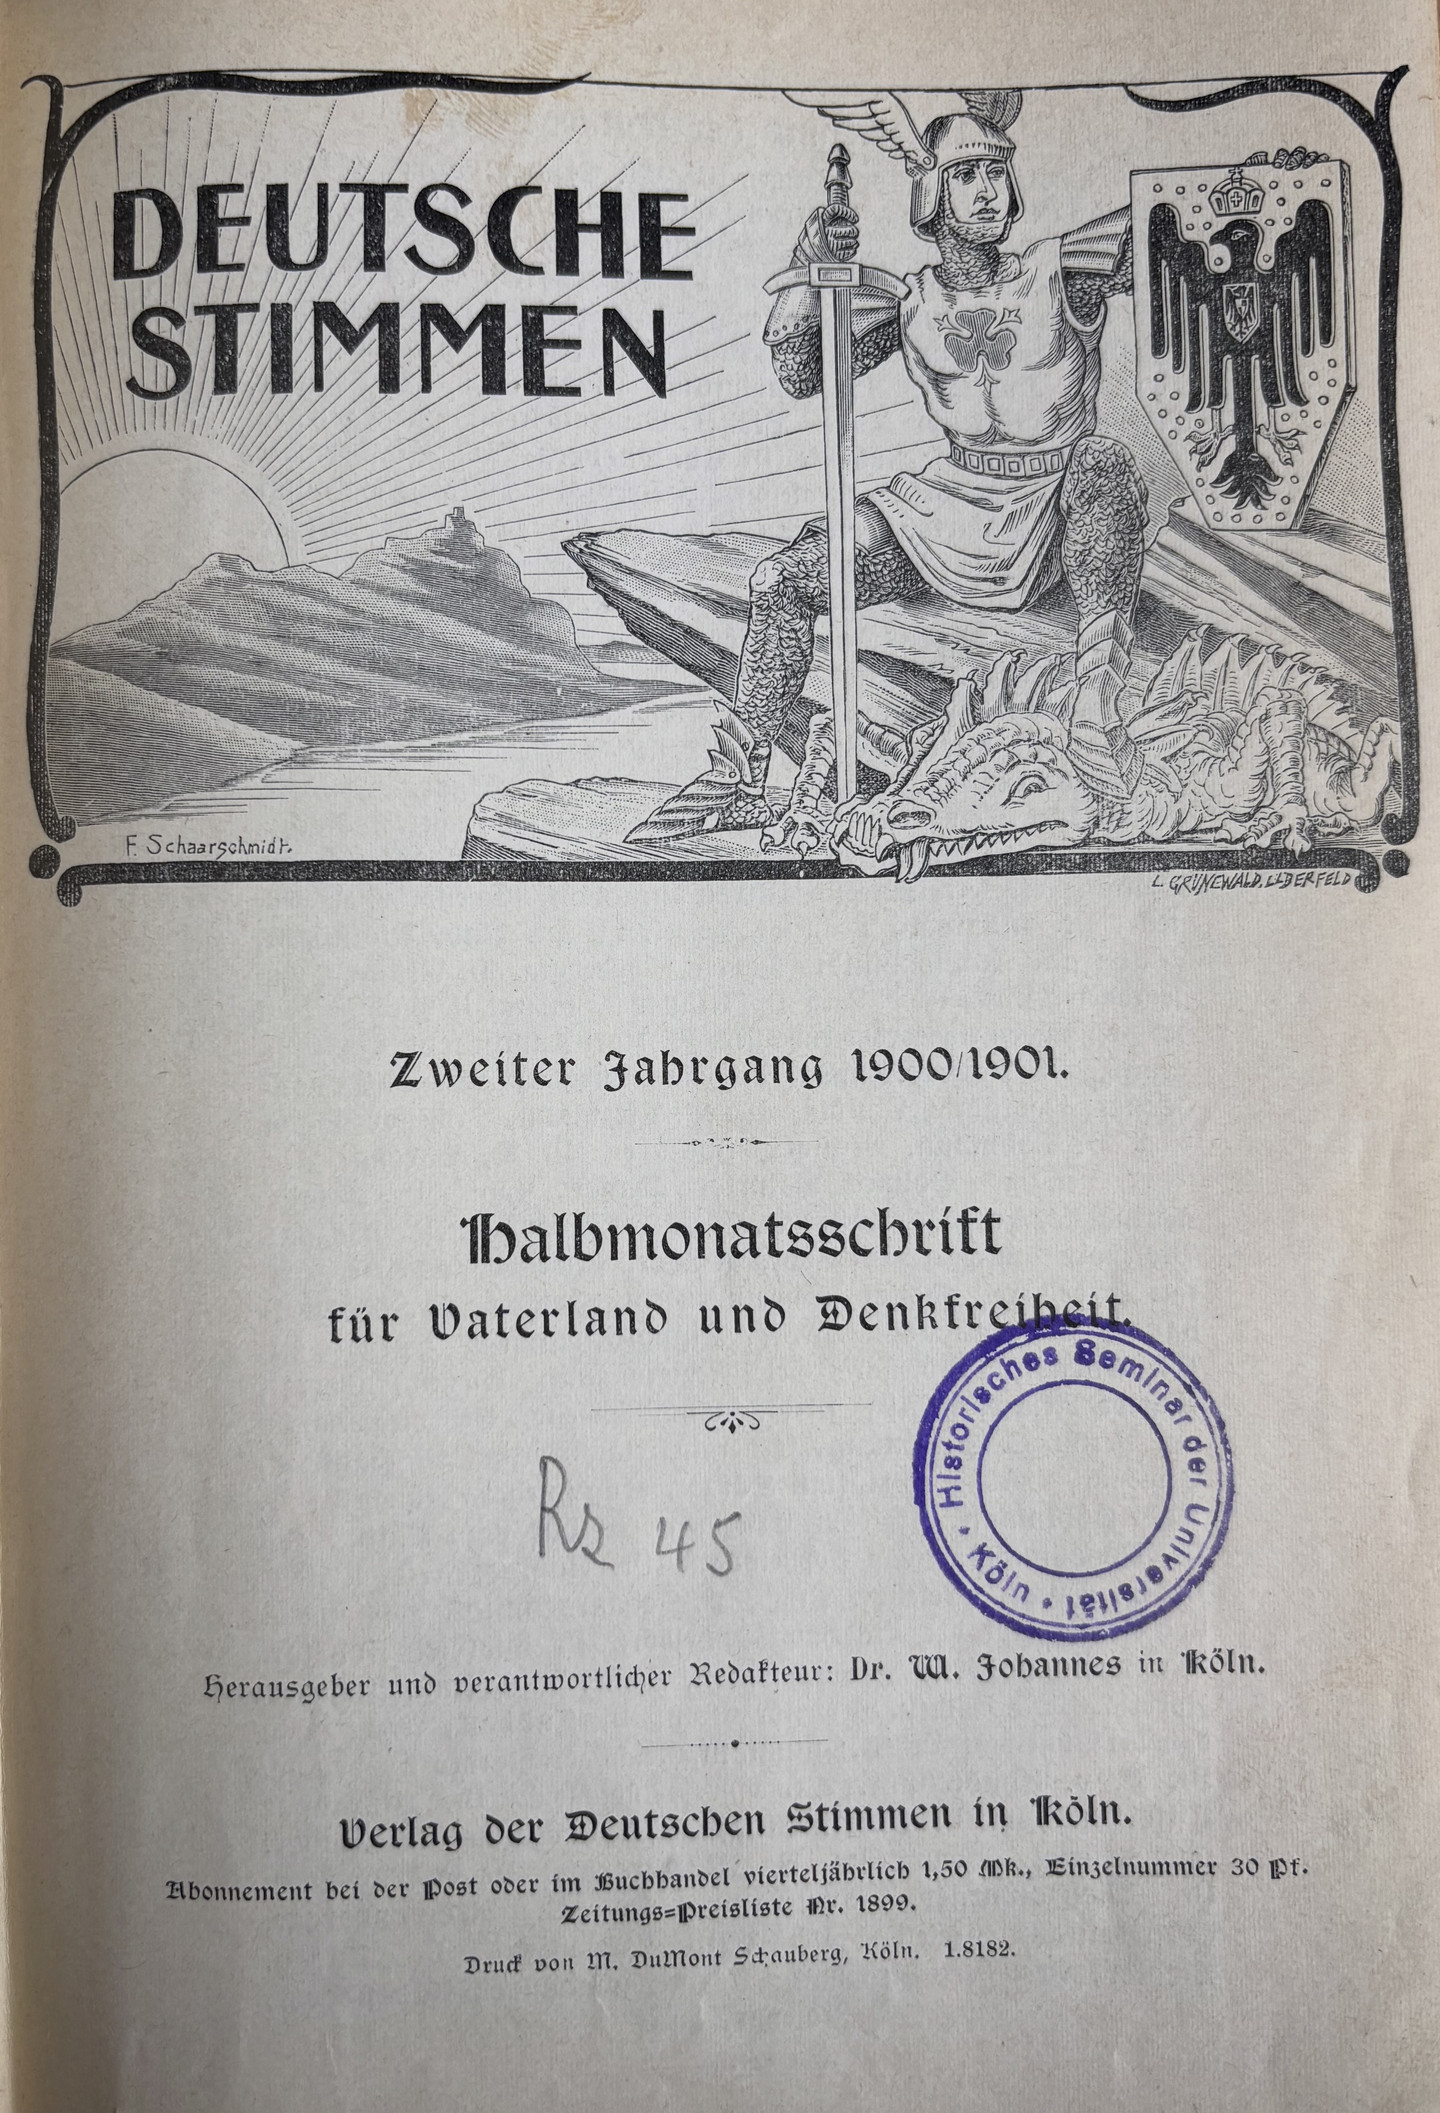 DEUTSCHE
STIMMEN
F. Schaarschmidt.
L. GRÜNEWALD. ELBERFELD
Zweiter Jahrgang 1900/1901.
Halbmonatsschrift
für Vaterland und Denkfreiheit.
Historisches Seminar der Universität • Köln •
Rz 45
Herausgeber und verantwortlicher Redakteur: Dr. W. Johannes in Köln.
Verlag der Deutschen Stimmen in Köln.
Abonnement bei der Post oder im Buchhandel vierteljährlich 1,50 Mk., Einzelnummer 30 Pf.
Zeitungs=Preisliste Nr. 1899.
Druck von M. DuMont Schauberg, Köln. 1.8182.